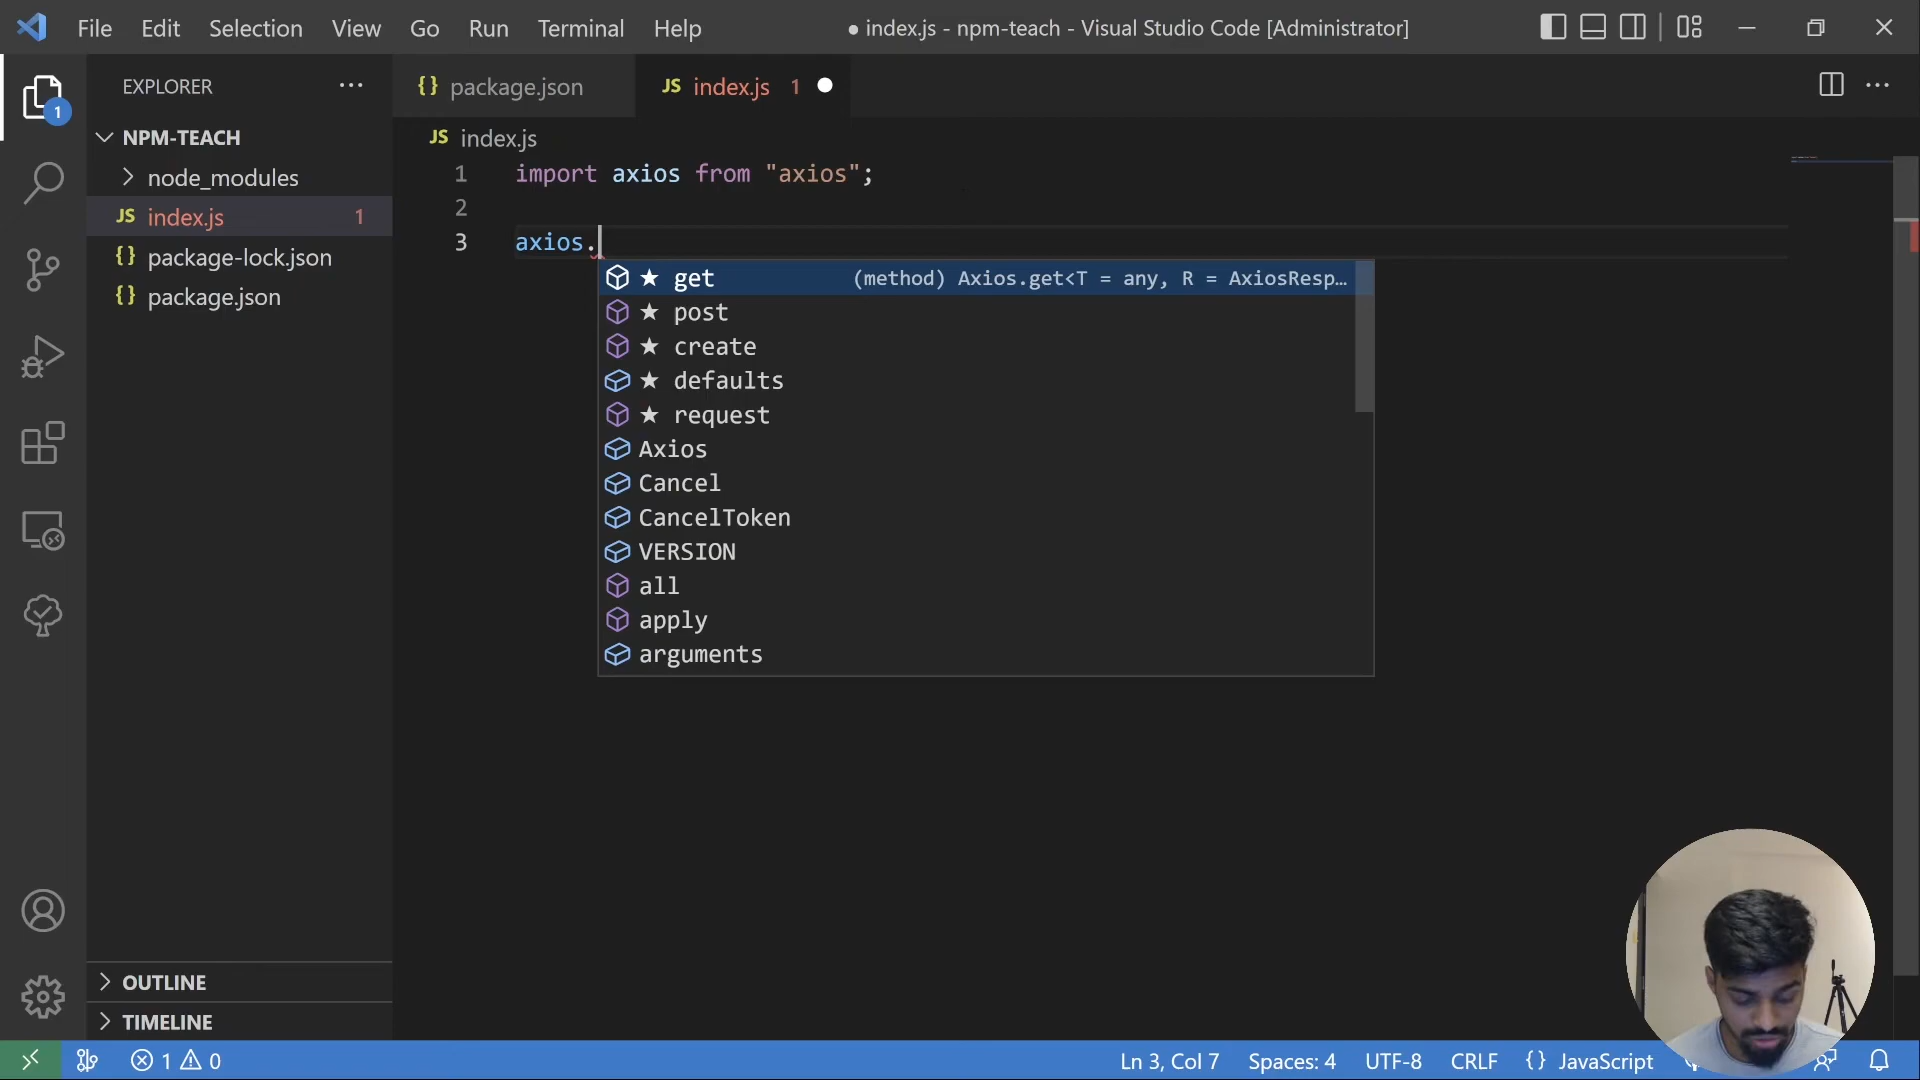 File Edit Selection View Go Run Terminal Help
● index.js - npm-teach - Visual Studio Code [Administrator]
EXPLORER ...
1
NPM-TEACH
node_modules
JS index.js 1
{} package-lock.json
{} package.json
OUTLINE
TIMELINE
{} package.json
JS index.js 1 ●
JS index.js
1 import axios from "axios";
2
3 axios.
★ get (method) Axios.get<T = any, R = AxiosResp…
★ post
★ create
★ defaults
★ request
Axios
Cancel
CancelToken
VERSION
all
apply
arguments
1 0
Ln 3, Col 7 Spaces: 4 UTF-8 CRLF {} JavaScript